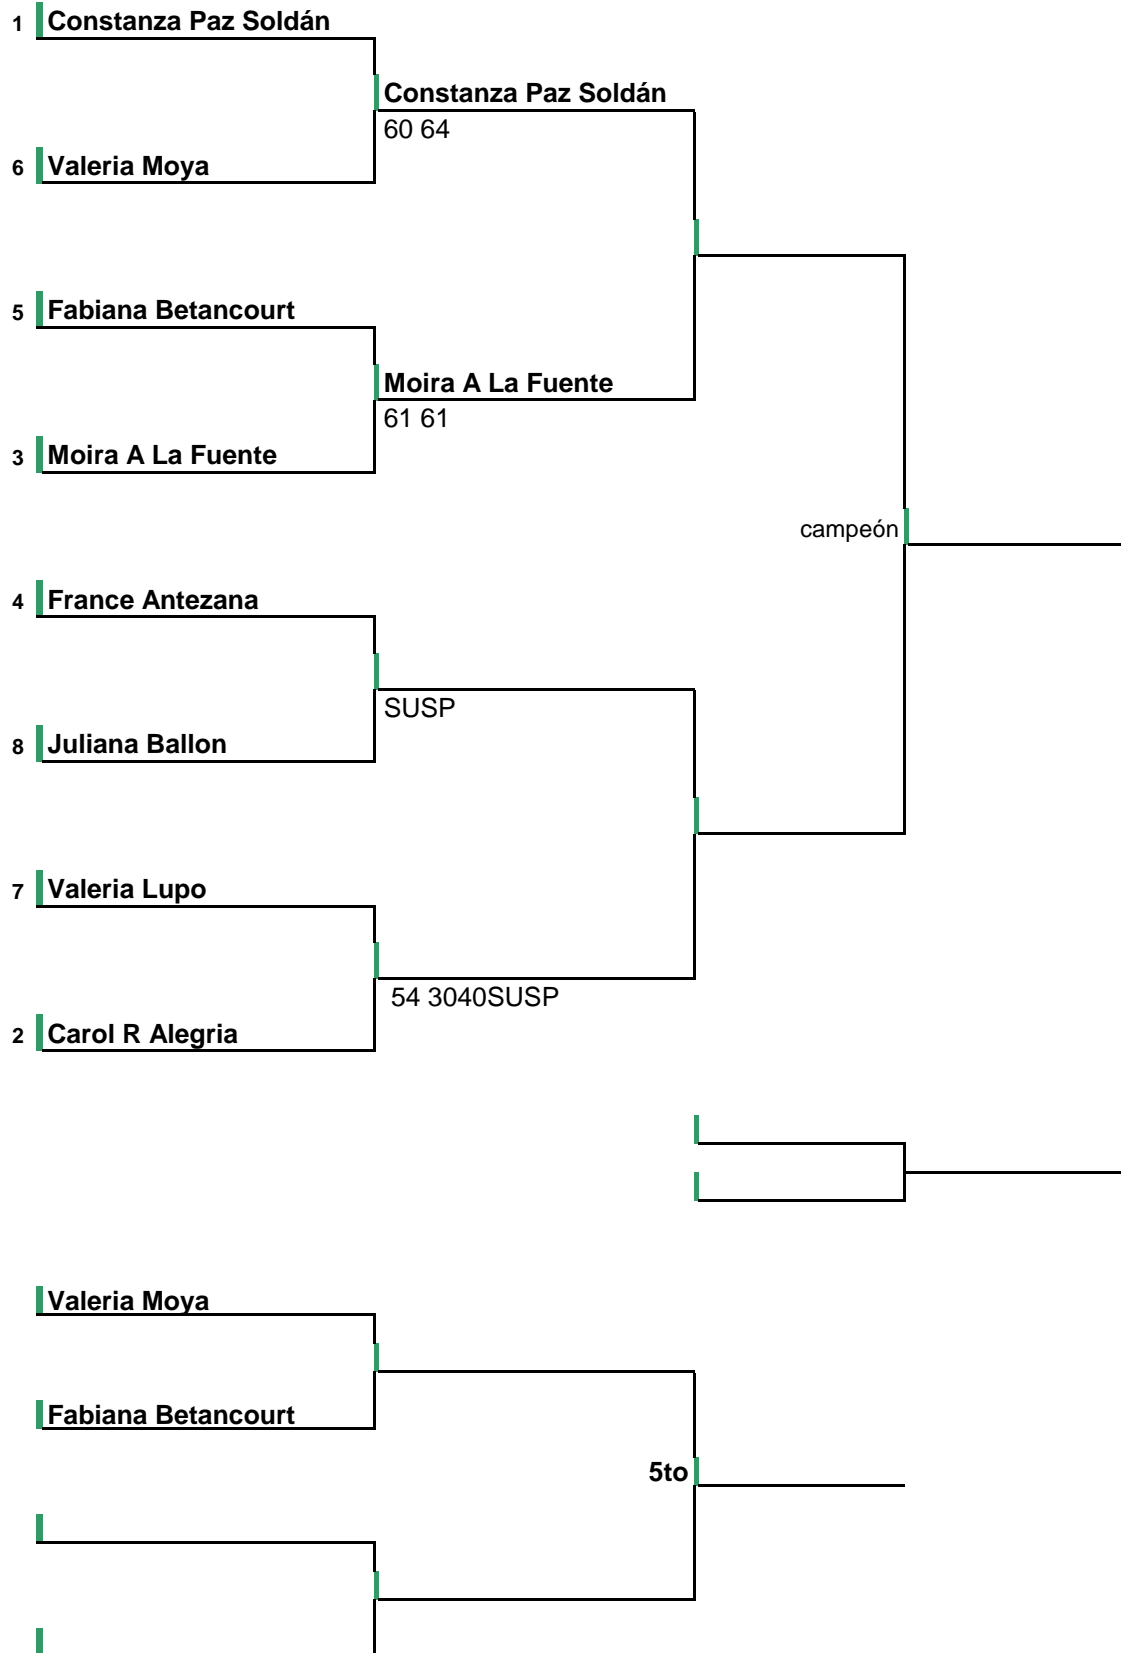 1 Constanza Paz Soldán
Constanza Paz Soldán
60 64
6 Valeria Moya
5 Fabiana Betancourt
Moira A La Fuente
61 61
3 Moira A La Fuente
campeón
4 France Antezana
SUSP
8 Juliana Ballon
7 Valeria Lupo
54 3040SUSP
2 Carol R Alegria
Valeria Moya
Fabiana Betancourt
5to